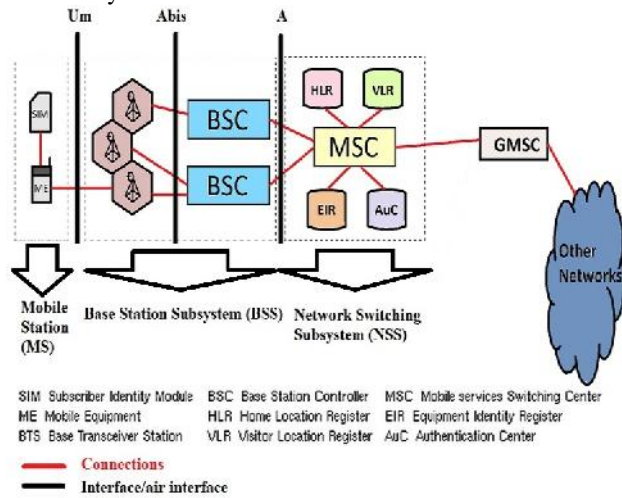 Um Abis A
SIM
ME
BSC
BSC
HLR
VLR
MSC
EIR
AuC
GMSC
Other
Networks
Mobile
Station
(MS)
Base Station Subsystem (BSS)
Network Switching
Subsystem (NSS)
SIM Subscriber Identity Module BSC Base Station Controller MSC Mobile services Switching Center
ME Mobile Equipment HLR Home Location Register EIR Equipment Identity Register
BTS Base Transceiver Station VLR Visitor Location Register AuC Authentication Center
Connections
Interface/air interface